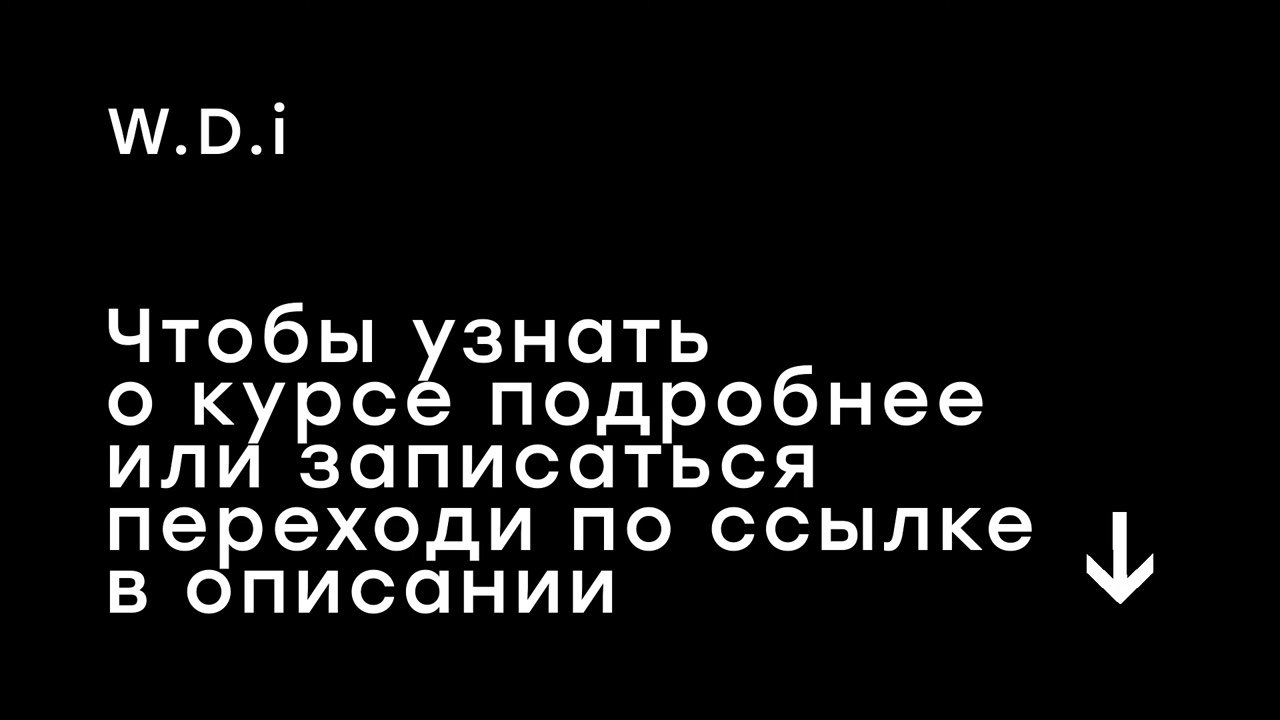 W.D.i
Чтобы узнать
о курсе подробнее
или записаться
переходи по ссылке
в описании